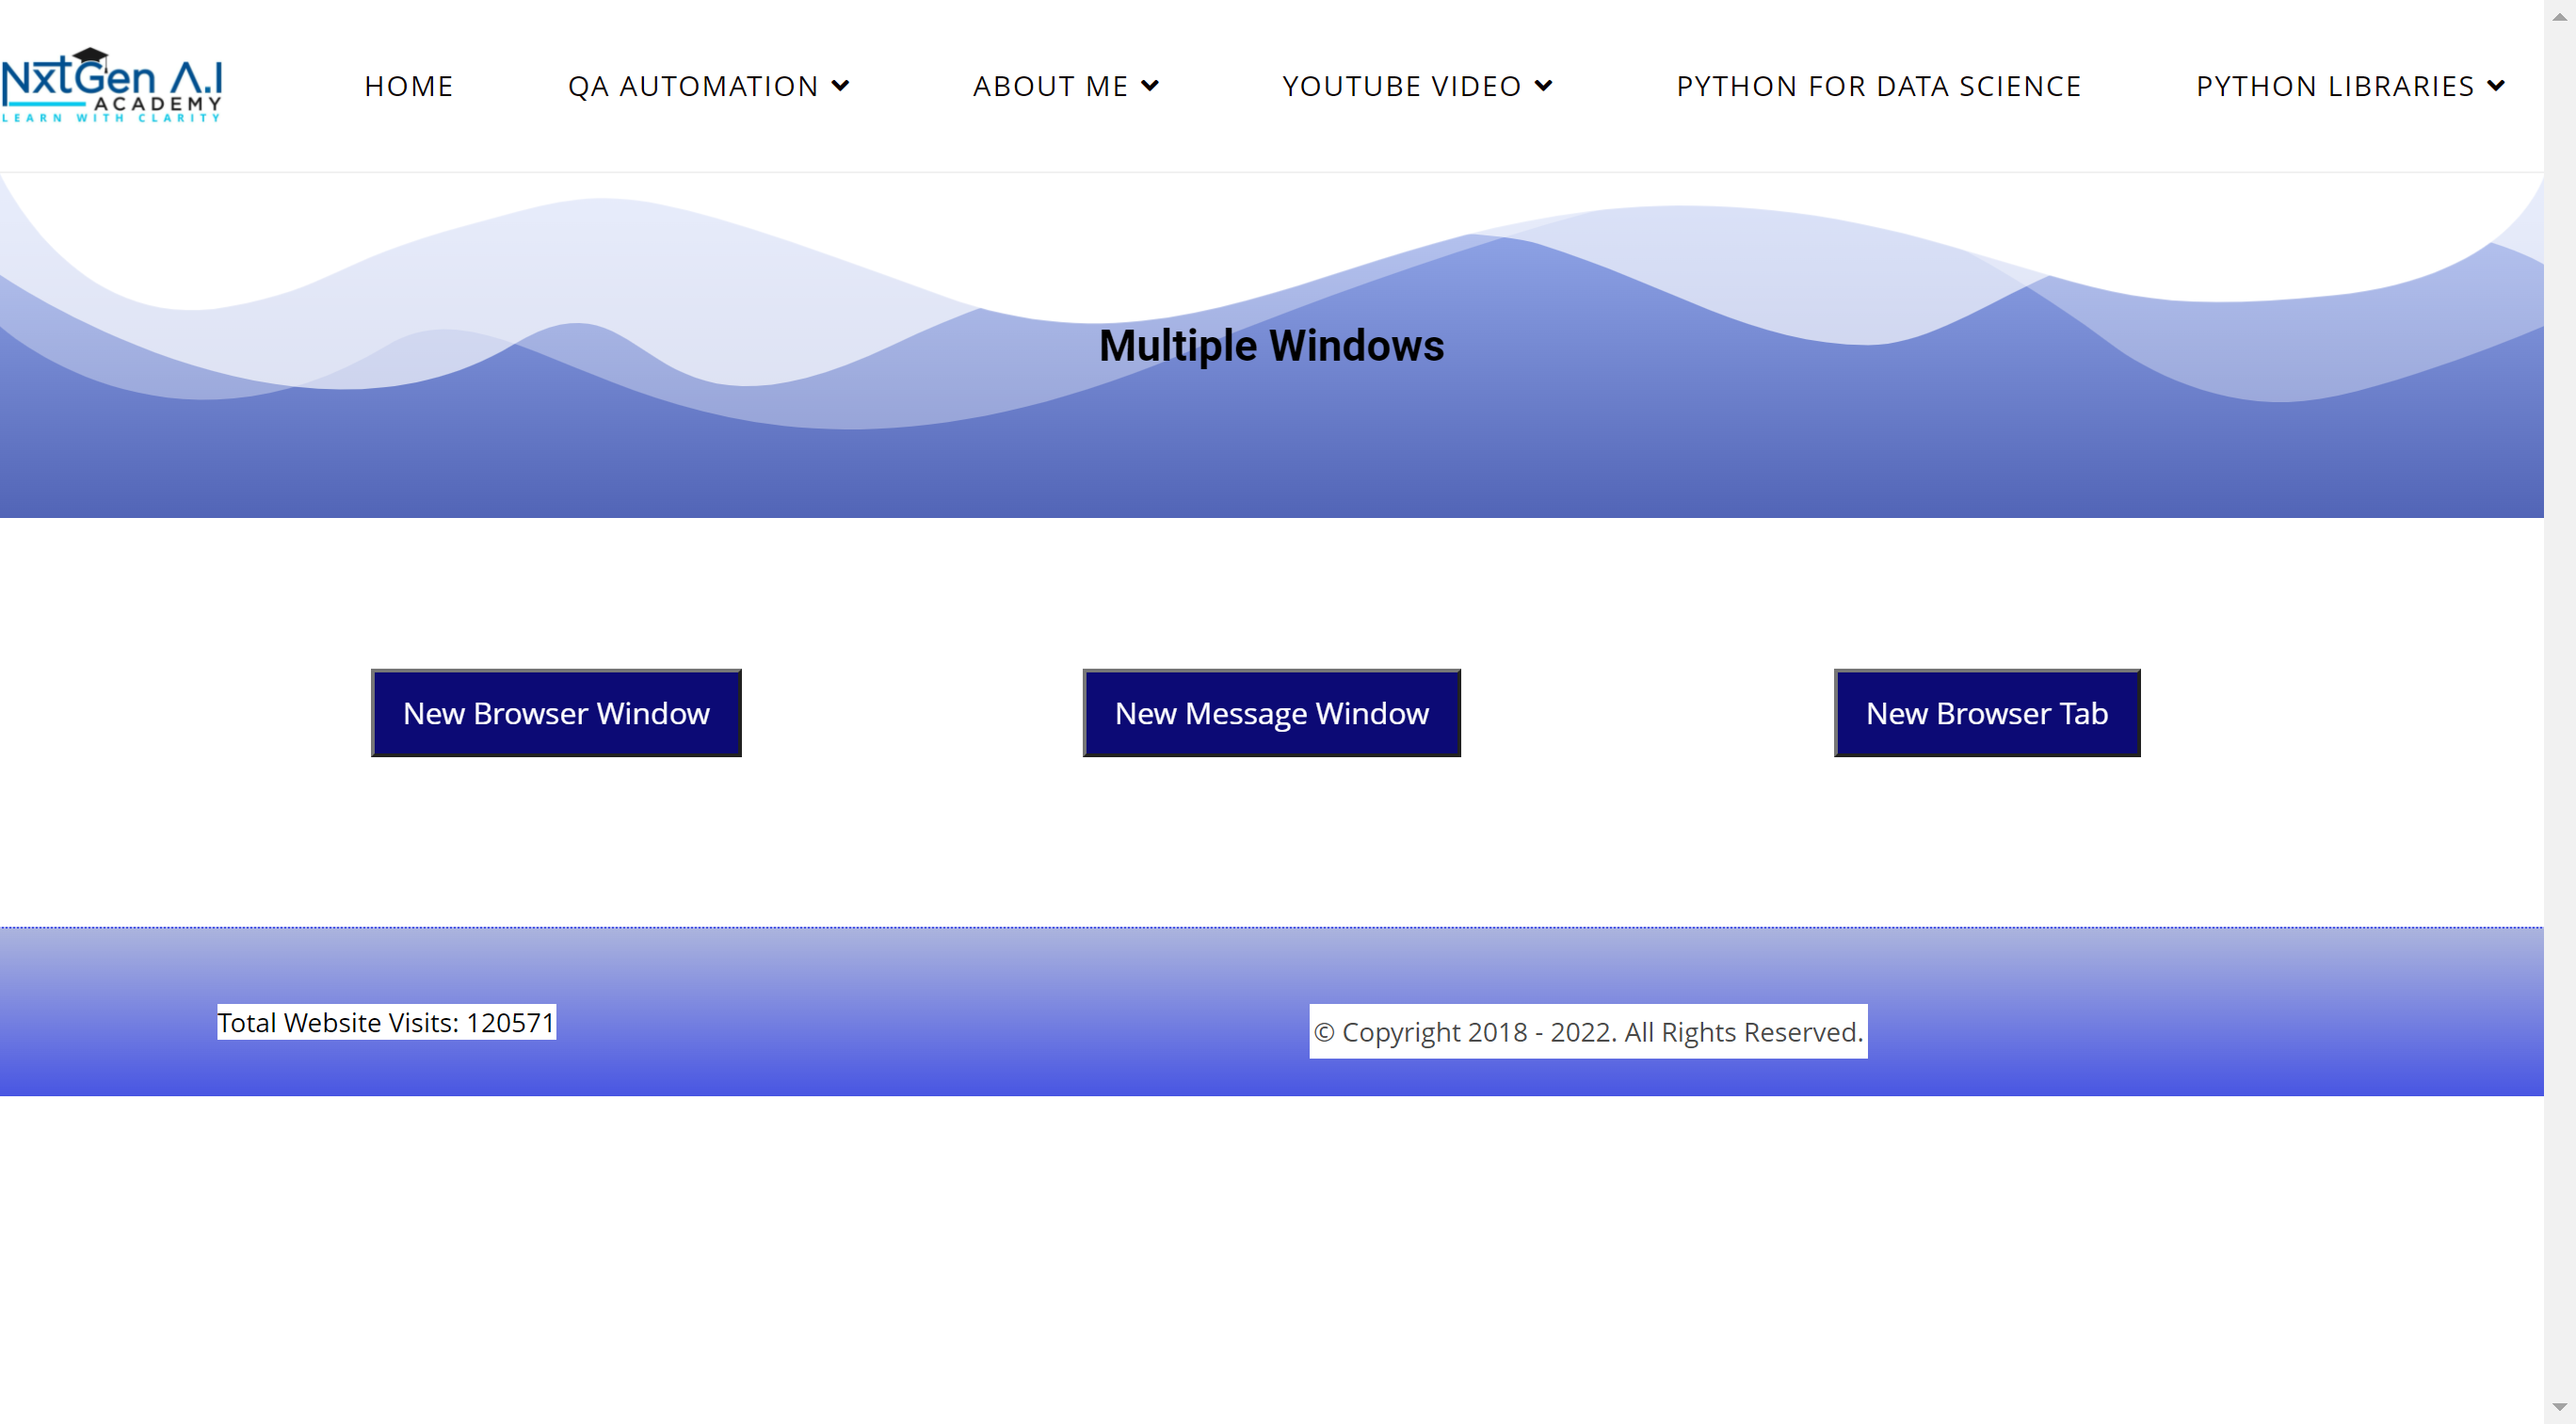 NxtGen A.I
ACADEMY
LEARN WITH CLARITY
HOME
QA AUTOMATION
ABOUT ME
YOUTUBE VIDEO
PYTHON FOR DATA SCIENCE
PYTHON LIBRARIES
Multiple Windows
New Browser Window
New Message Window
New Browser Tab
Total Website Visits: 120571
© Copyright 2018 - 2022. All Rights Reserved.